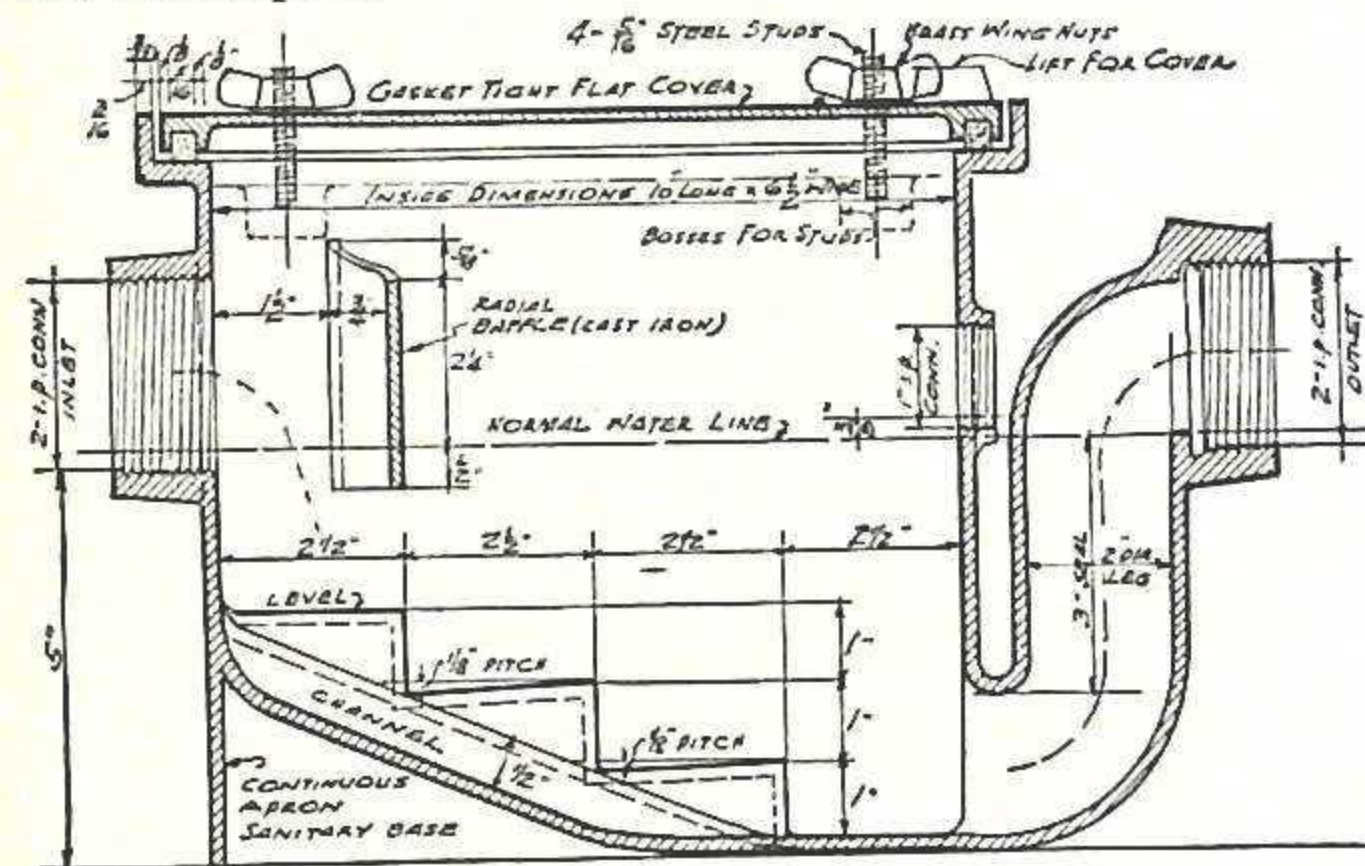 4 - 5/16" STEEL STUDS
BRASS WING NUTS
LIFT FOR COVER
GASKET TIGHT FLAT COVER
INSIDE DIMENSIONS 10" LONG x 6 1/2" WIDE
BOSSES FOR STUDS
5/8"
1 1/2"
3/4"
RADIAL
BAFFLE (CAST IRON)
2 1/4"
2" I.P. CONN
INLET
1" I.P.
CONN.
2" I.P. CONN
OUTLET
NORMAL WATER LINE
2 1/2"
2 1/2"
2 1/2"
2 1/2"
3" SEAL
2" DIA.
LEG
LEVEL
1"
1/8" PITCH
1"
CHANNEL
1/8" PITCH
1/2"
1"
5"
CONTINUOUS
APRON
SANITARY BASE